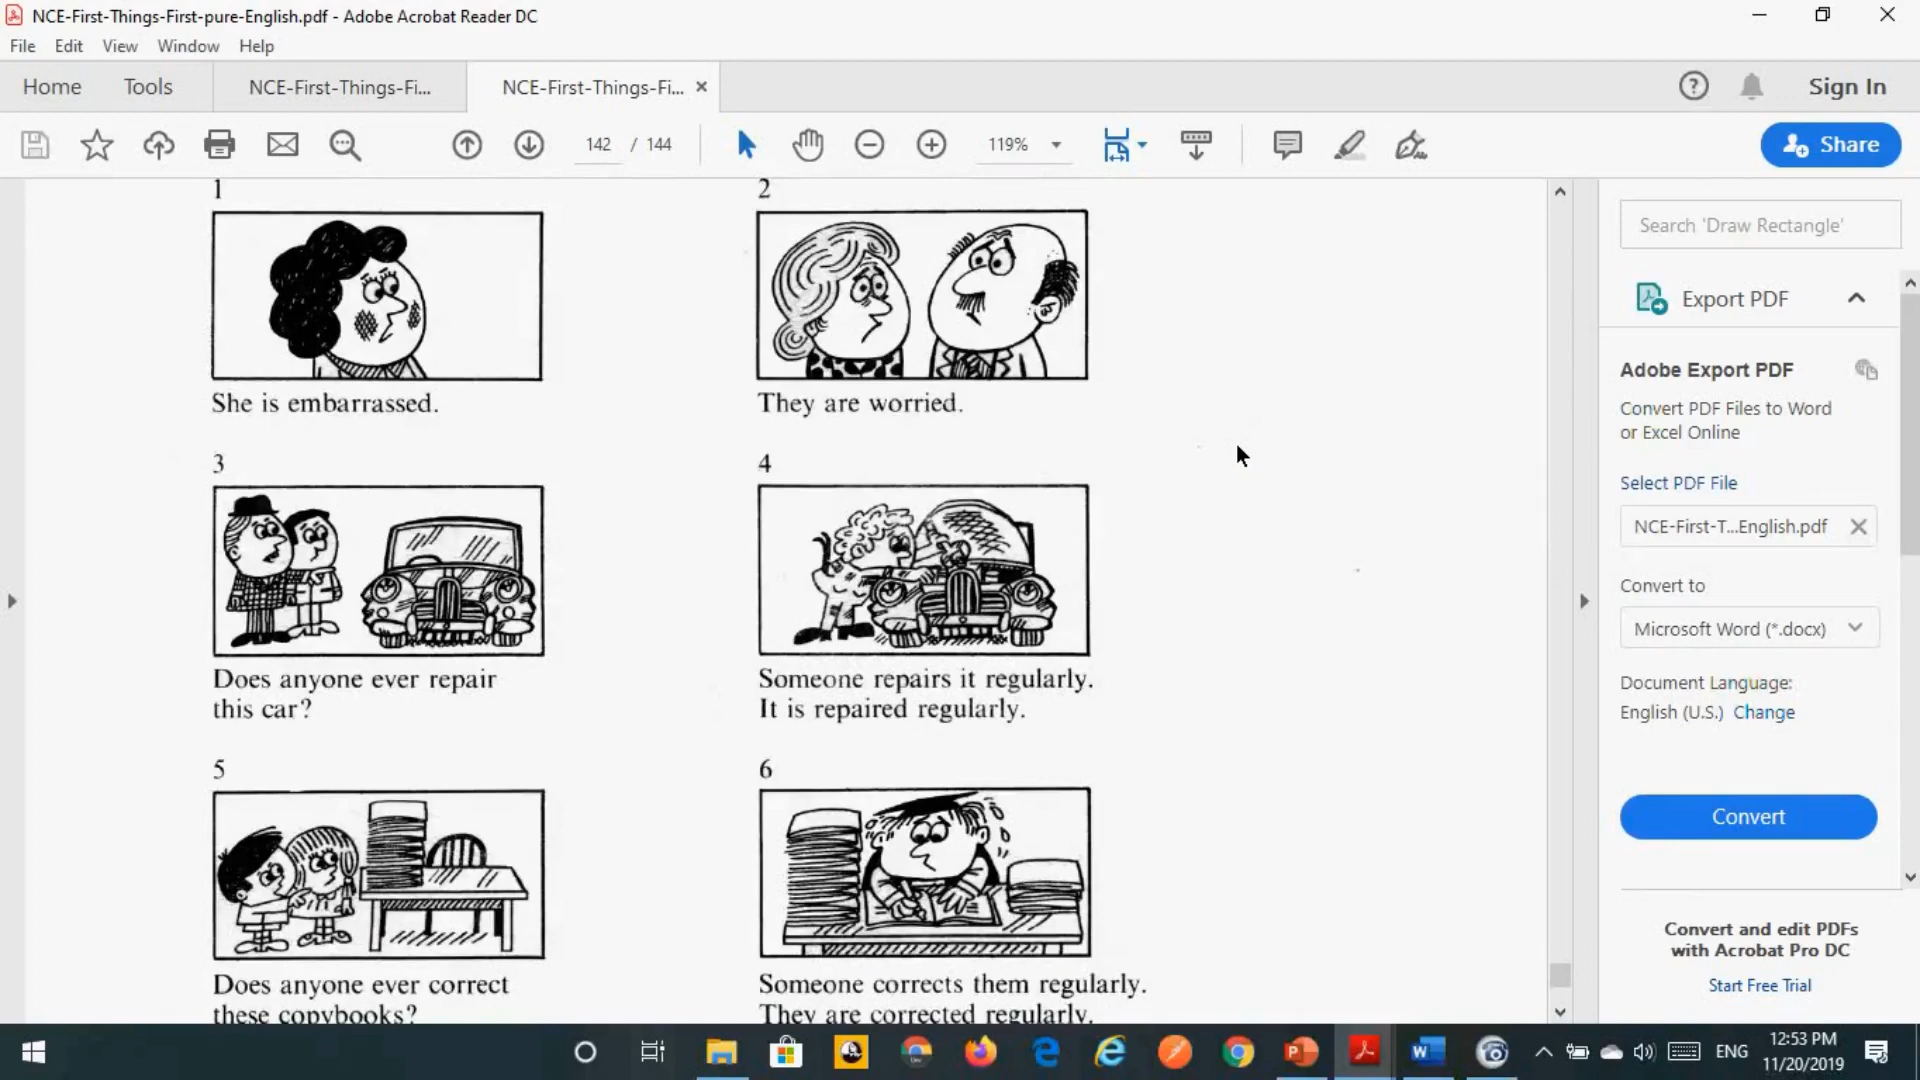 NCE-First-Things-First-pure-English.pdf - Adobe Acrobat Reader DC
File Edit View Window Help
Home Tools NCE-First-Things-Fi... NCE-First-Things-Fi... × Sign In
142 / 144 119% Share
1 2
She is embarrassed. They are worried.
3 4
Does anyone ever repair
this car?
Someone repairs it regularly.
It is repaired regularly.
5 6
Does anyone ever correct
these copybooks?
Someone corrects them regularly.
They are corrected regularly.
Search 'Draw Rectangle'
Export PDF
Adobe Export PDF
Convert PDF Files to Word
or Excel Online
Select PDF File
NCE-First-T...English.pdf
Convert to
Microsoft Word (*.docx)
Document Language:
English (U.S.) Change
Convert
Convert and edit PDFs
with Acrobat Pro DC
Start Free Trial
ENG
12:53 PM
11/20/2019